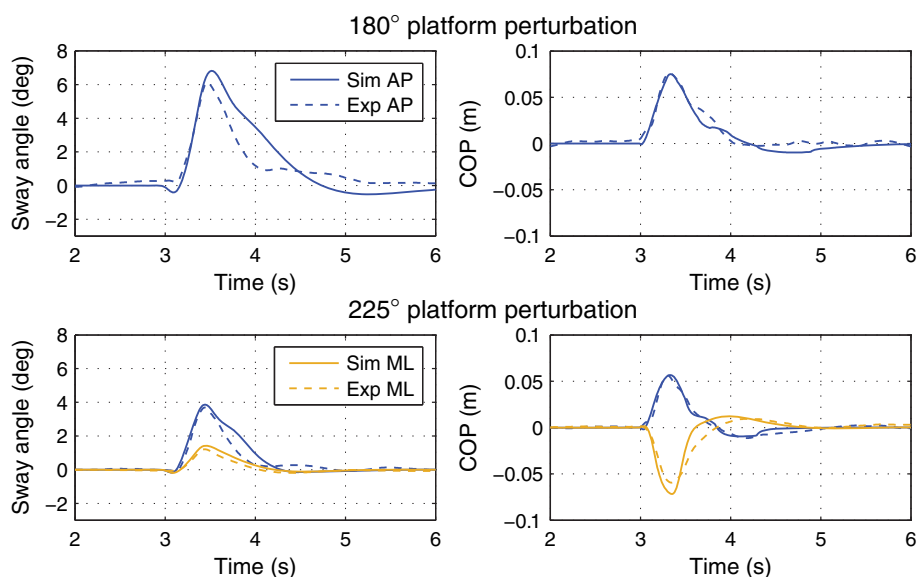 180° platform perturbation
Sway angle (deg)
8
6
4
2
0
−2
Sim AP
Exp AP
2 3 4 5 6
Time (s)
COP (m)
0.1
0.05
0
−0.05
−0.1
2 3 4 5 6
Time (s)
225° platform perturbation
Sway angle (deg)
8
6
4
2
0
−2
Sim ML
Exp ML
2 3 4 5 6
Time (s)
COP (m)
0.1
0.05
0
−0.05
−0.1
2 3 4 5 6
Time (s)